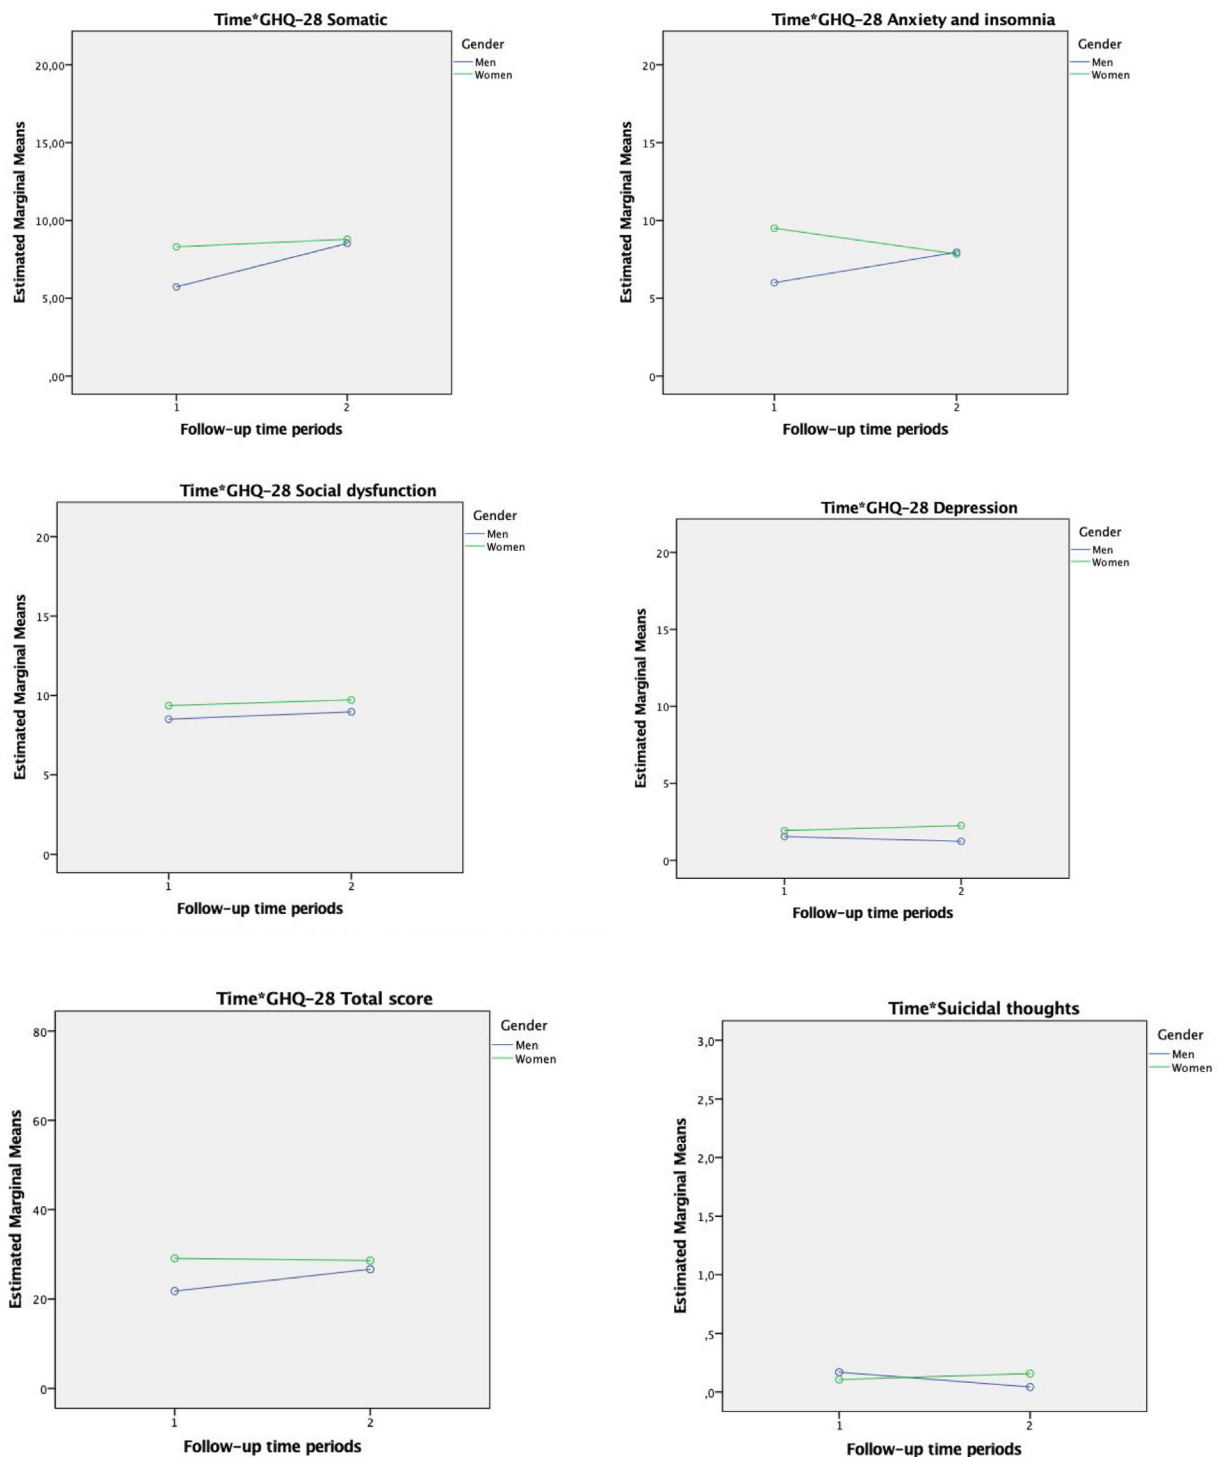 Time*GHQ-28 Somatic
Gender
Men
Women
20,00
15,00
10,00
5,00
,00
Estimated Marginal Means
1
2
Follow-up time periods
Time*GHQ-28 Anxiety and insomnia
Gender
Men
Women
20
15
10
5
0
Estimated Marginal Means
1
2
Follow-up time periods
Time*GHQ-28 Social dysfunction
Gender
Men
Women
20
15
10
5
0
Estimated Marginal Means
1
2
Follow-up time periods
Time*GHQ-28 Depression
Gender
Men
Women
20
15
10
5
0
Estimated Marginal Means
1
2
Follow-up time periods
Time*GHQ-28 Total score
Gender
Men
Women
80
60
40
20
0
Estimated Marginal Means
1
2
Follow-up time periods
Time*Suicidal thoughts
Gender
Men
Women
3,0
2,5
2,0
1,5
1,0
,5
,0
Estimated Marginal Means
1
2
Follow-up time periods